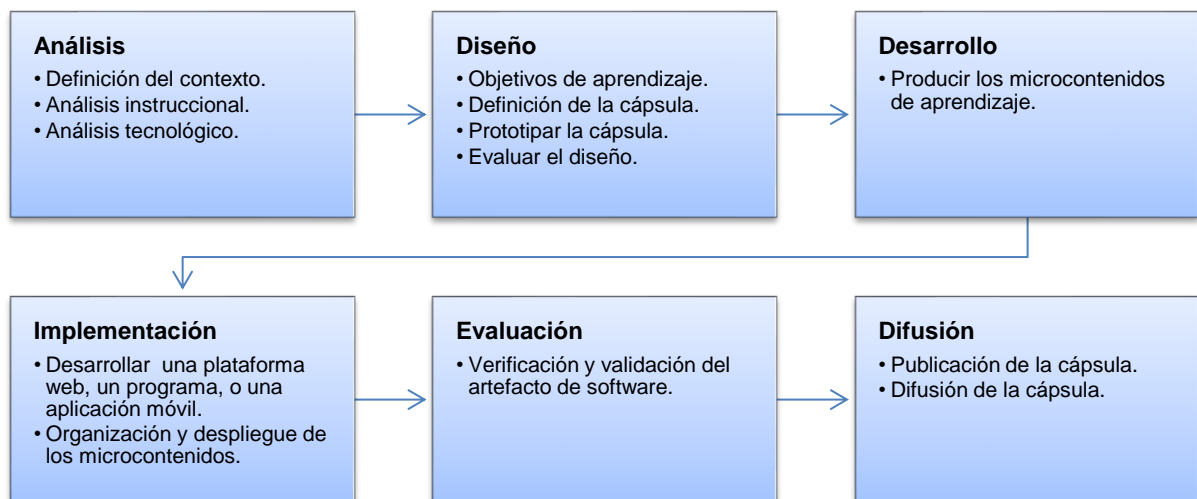 Análisis
• Definición del contexto.
• Análisis instruccional.
• Análisis tecnológico.
Diseño
• Objetivos de aprendizaje.
• Definición de la cápsula.
• Prototipar la cápsula.
• Evaluar el diseño.
Desarrollo
• Producir los microcontenidos
de aprendizaje.
Implementación
• Desarrollar una plataforma
web, un programa, o una
aplicación móvil.
• Organización y despliegue de
los microcontenidos.
Evaluación
• Verificación y validación del
artefacto de software.
Difusión
• Publicación de la cápsula.
• Difusión de la cápsula.